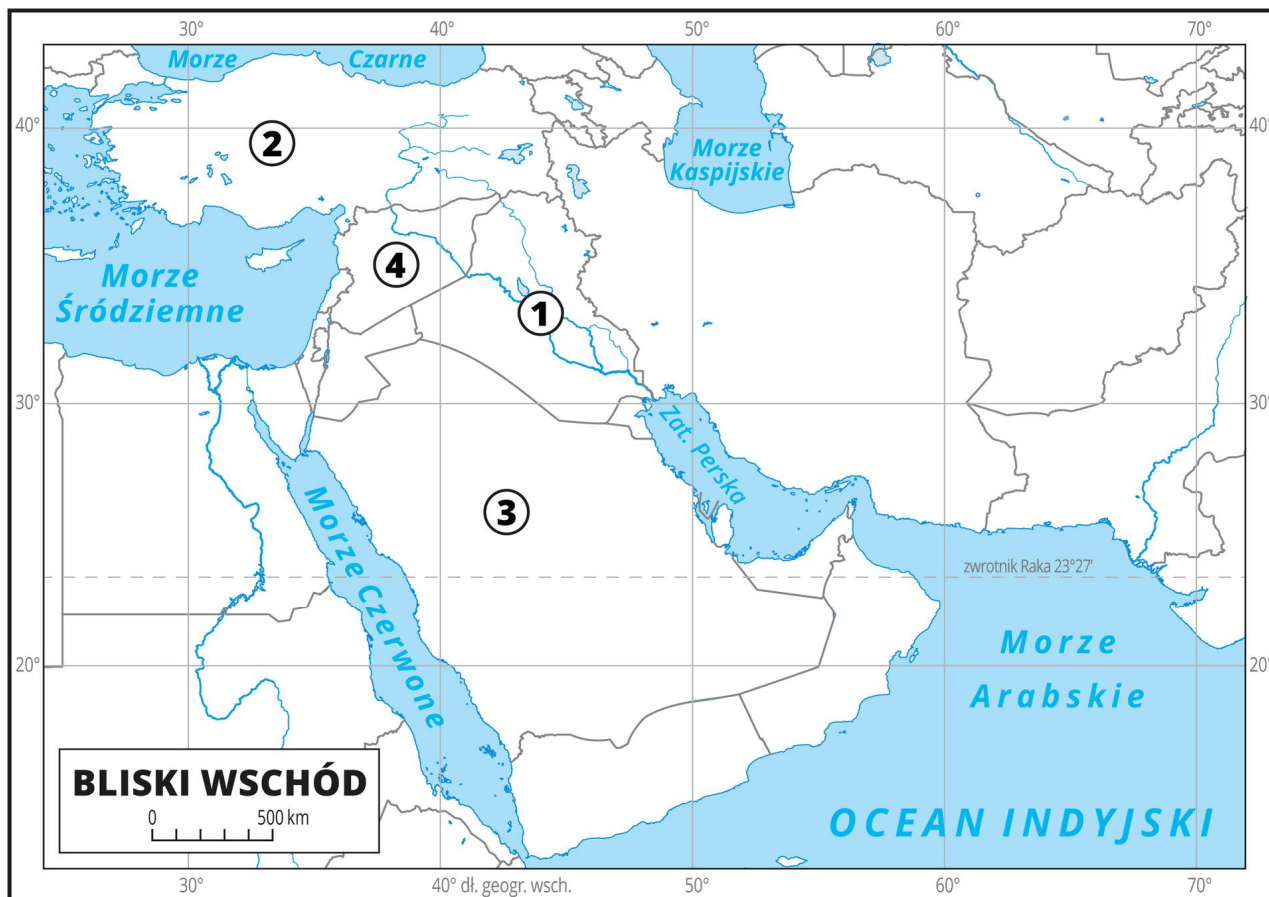 30°
40°
50°
60°
70°
Morze
Czarne
40°
40°
2
Morze
Kaspijskie
4
Morze
Śródziemne
1
30°
30°
Zat. Perska
3
Morze Czerwone
zwrotnik Raka 23°27'
20°
20°
Morze
Arabskie
BLISKI WSCHÓD
0
500 km
OCEAN INDYJSKI
30°
40° dł. geogr. wsch.
50°
60°
70°